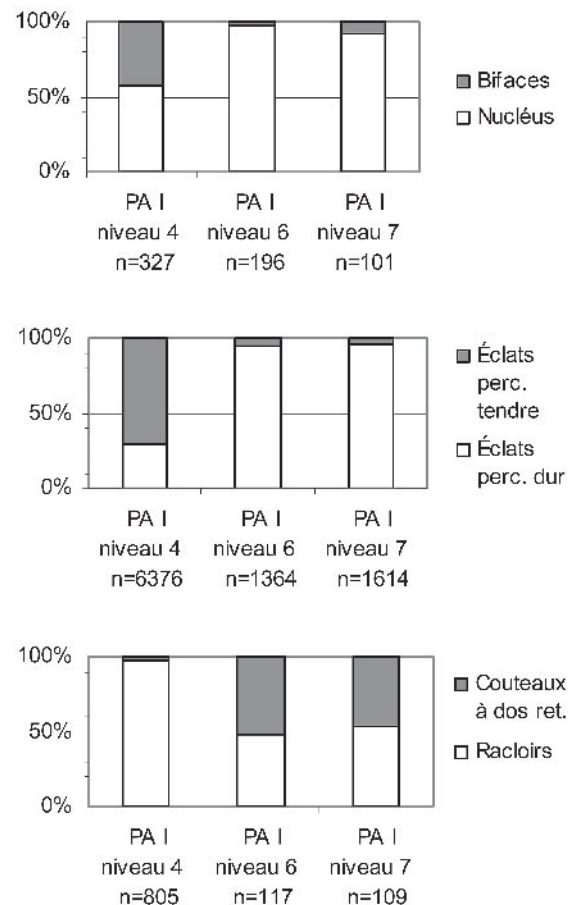 100%
50%
0%
Bifaces
Nucléus
PA I PA I PA I
niveau 4 niveau 6 niveau 7
n=327 n=196 n=101
100%
50%
0%
Éclats
perc.
tendre
Éclats
perc. dur
PA I PA I PA I
niveau 4 niveau 6 niveau 7
n=6376 n=1364 n=1614
100%
50%
0%
Couteaux
à dos ret.
Racloirs
PA I PA I PA I
niveau 4 niveau 6 niveau 7
n=805 n=117 n=109